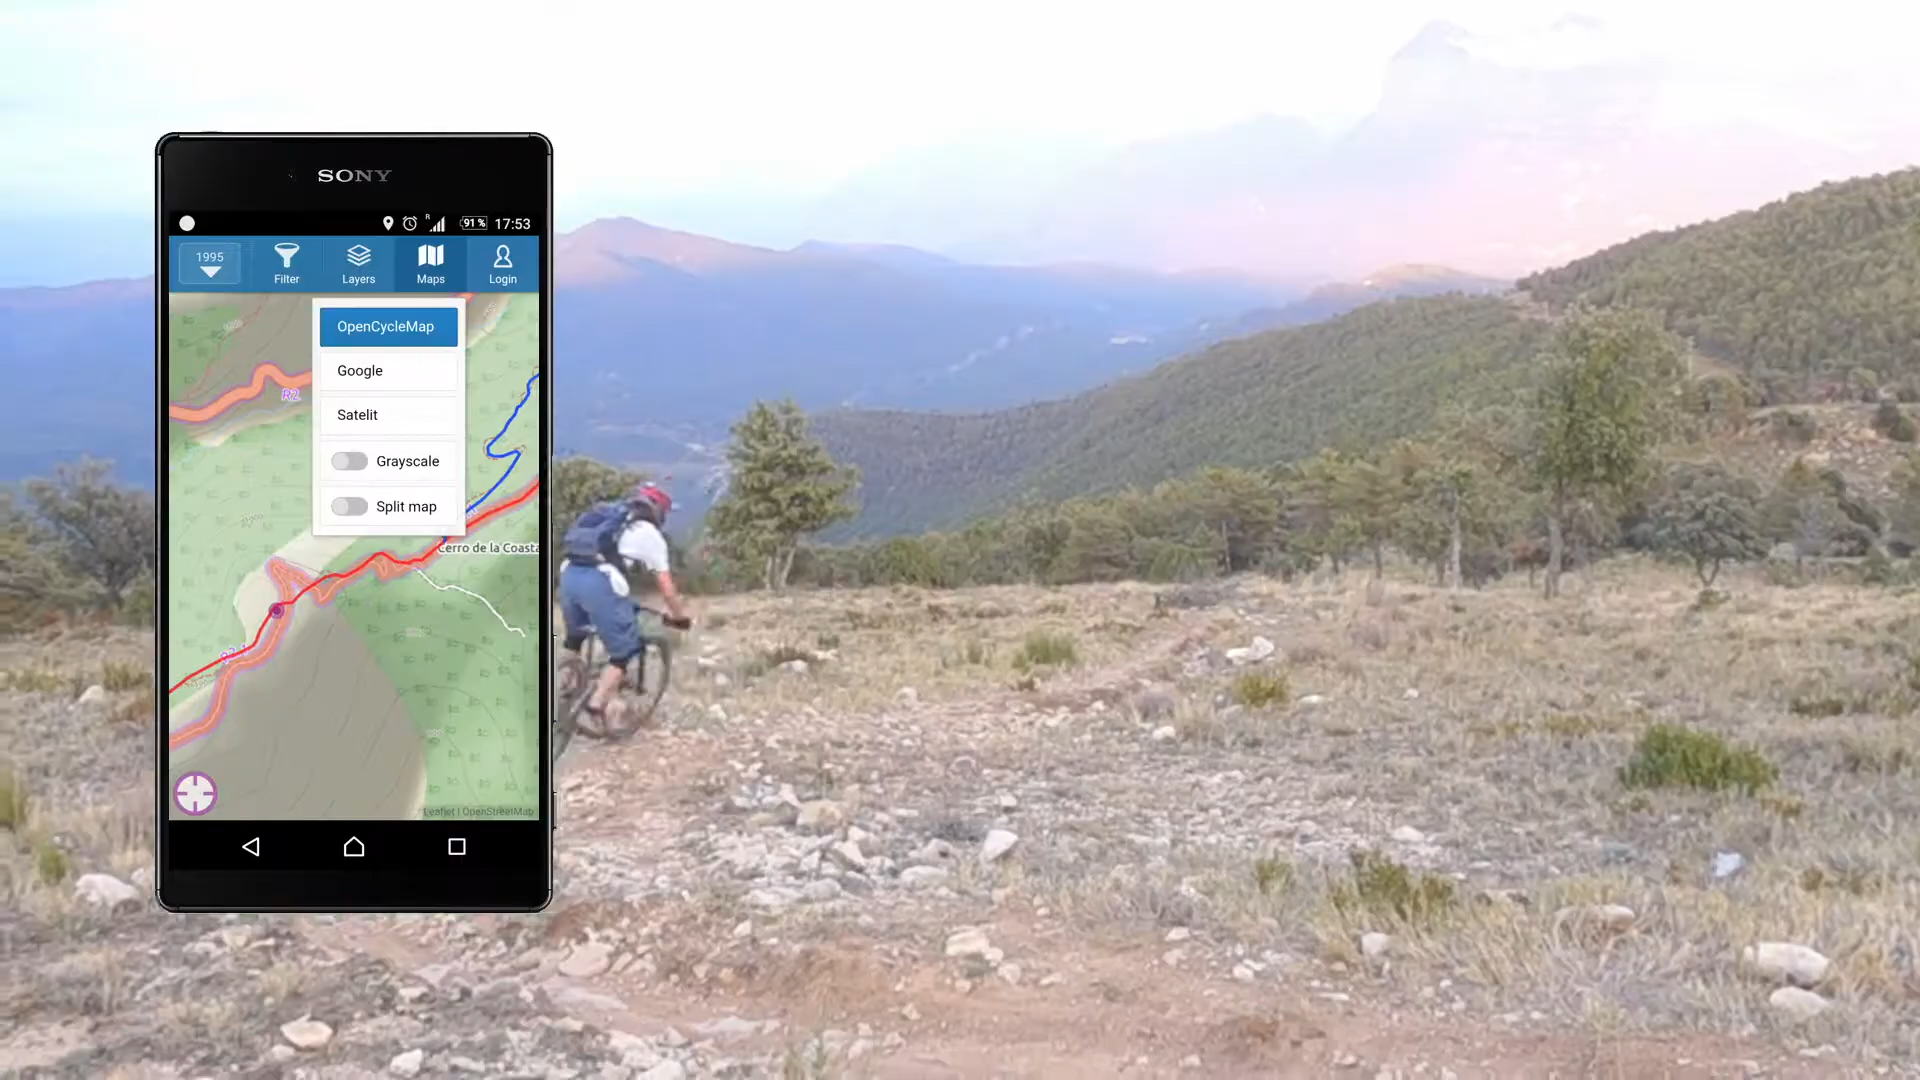 SONY
R
91 %
17:53
1995
Filter
Layers
Maps
Login
OpenCycleMap
Google
R2
Satelit
Grayscale
Split map
Cerro de la Coasta
Leaflet | OpenStreetMap